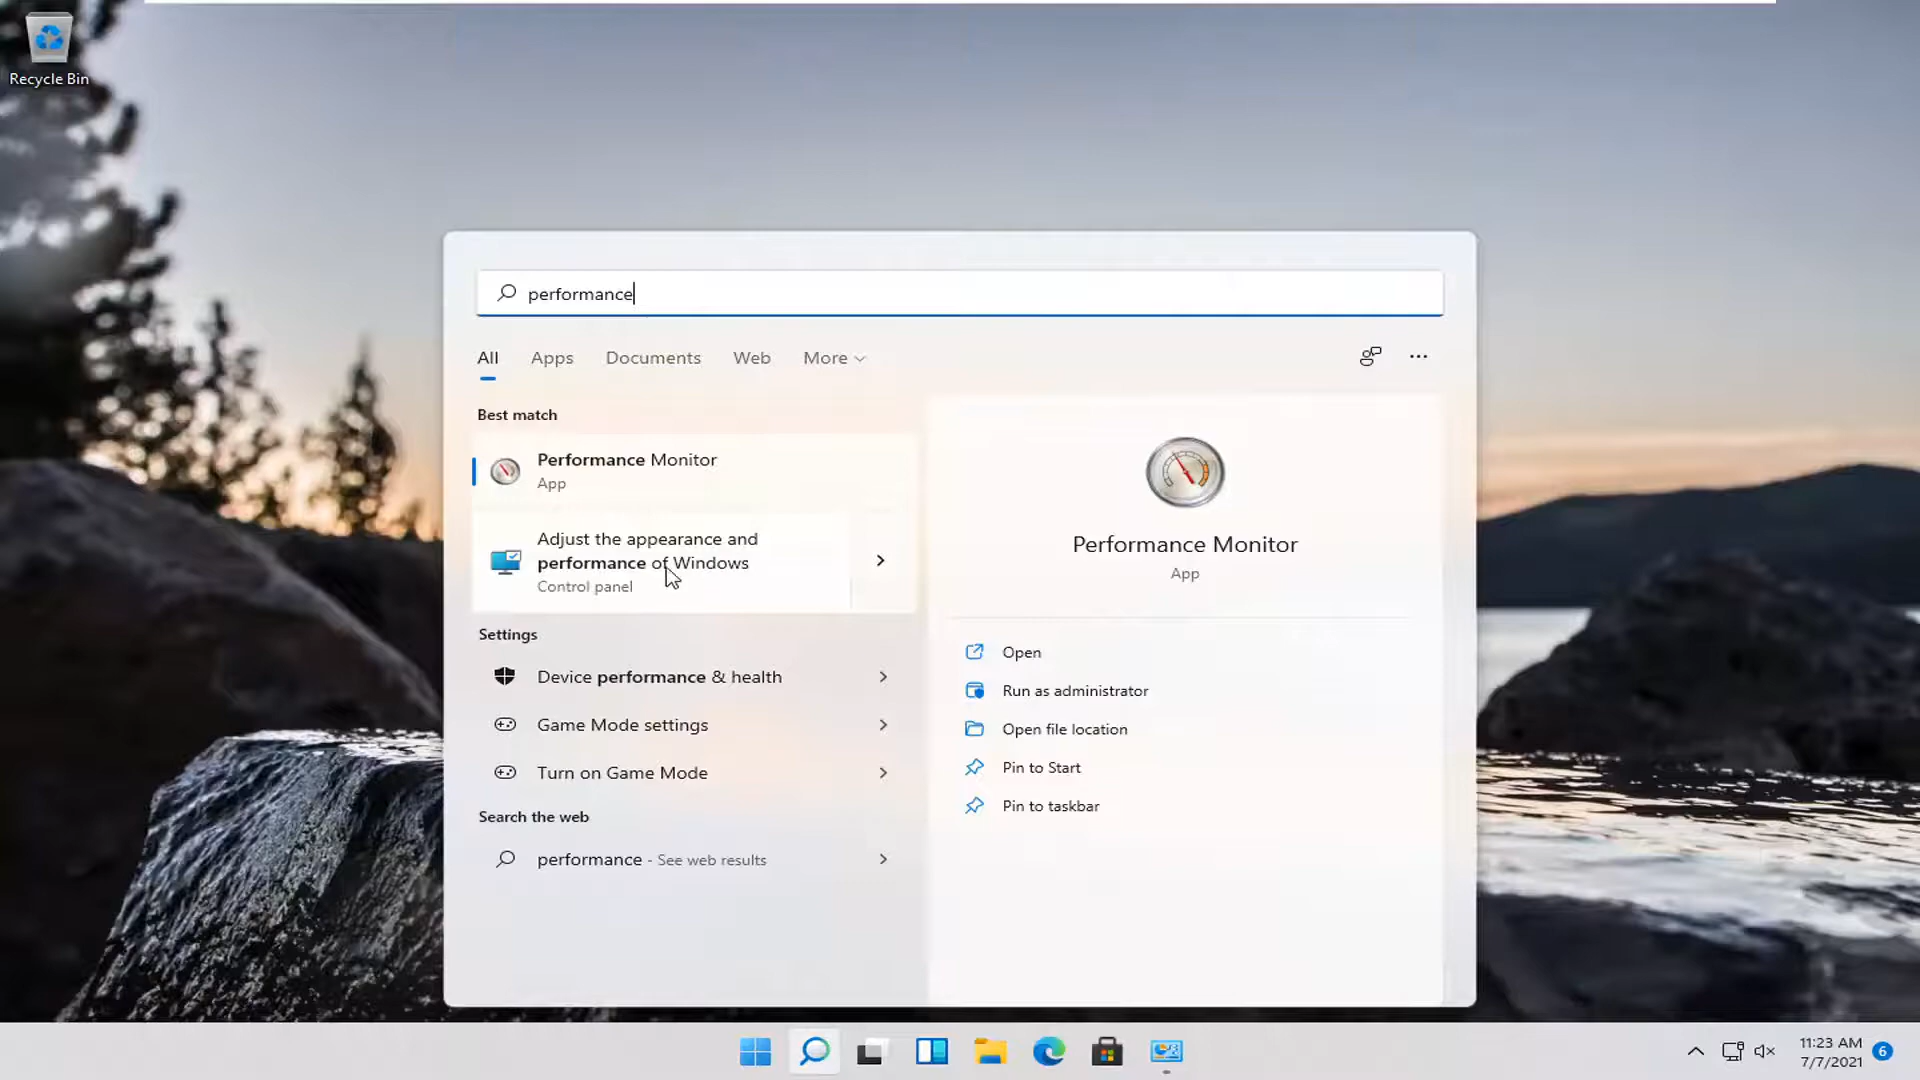 Recycle Bin
performance
All Apps Documents Web More
Best match
Performance Monitor
App
Adjust the appearance and
performance of Windows
Control panel
Settings
Device performance & health
Game Mode settings
Turn on Game Mode
Search the web
performance - See web results
Performance Monitor
App
Open
Run as administrator
Open file location
Pin to Start
Pin to taskbar
11:23 AM
7/7/2021
6